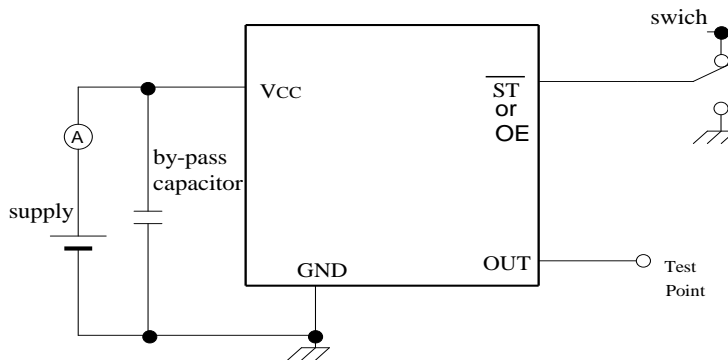 swich
VCC
ST
or
OE
A
by-pass
capacitor
supply
GND
OUT
Test
Point